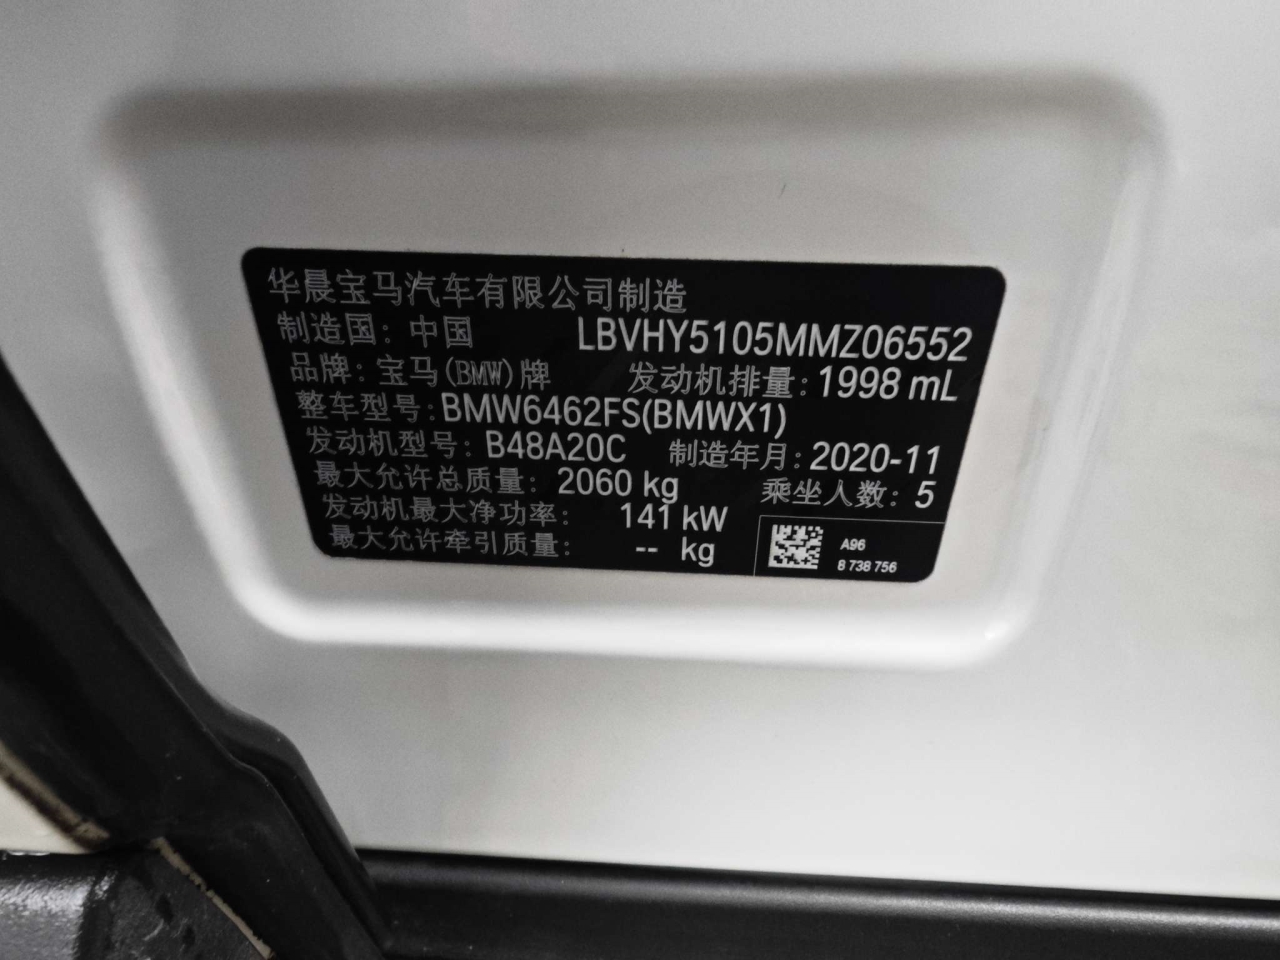 华晨宝马汽车有限公司制造
制造国: 中国 LBVHY5105MMZ06552
品牌: 宝马(BMW)牌 发动机排量: 1998 mL
整车型号: BMW6462FS(BMWX1)
发动机型号: B48A20C 制造年月: 2020-11
最大允许总质量: 2060 kg 乘坐人数: 5
发动机最大净功率: 141 kW
最大允许牵引质量: -- kg
A96
8 738 756